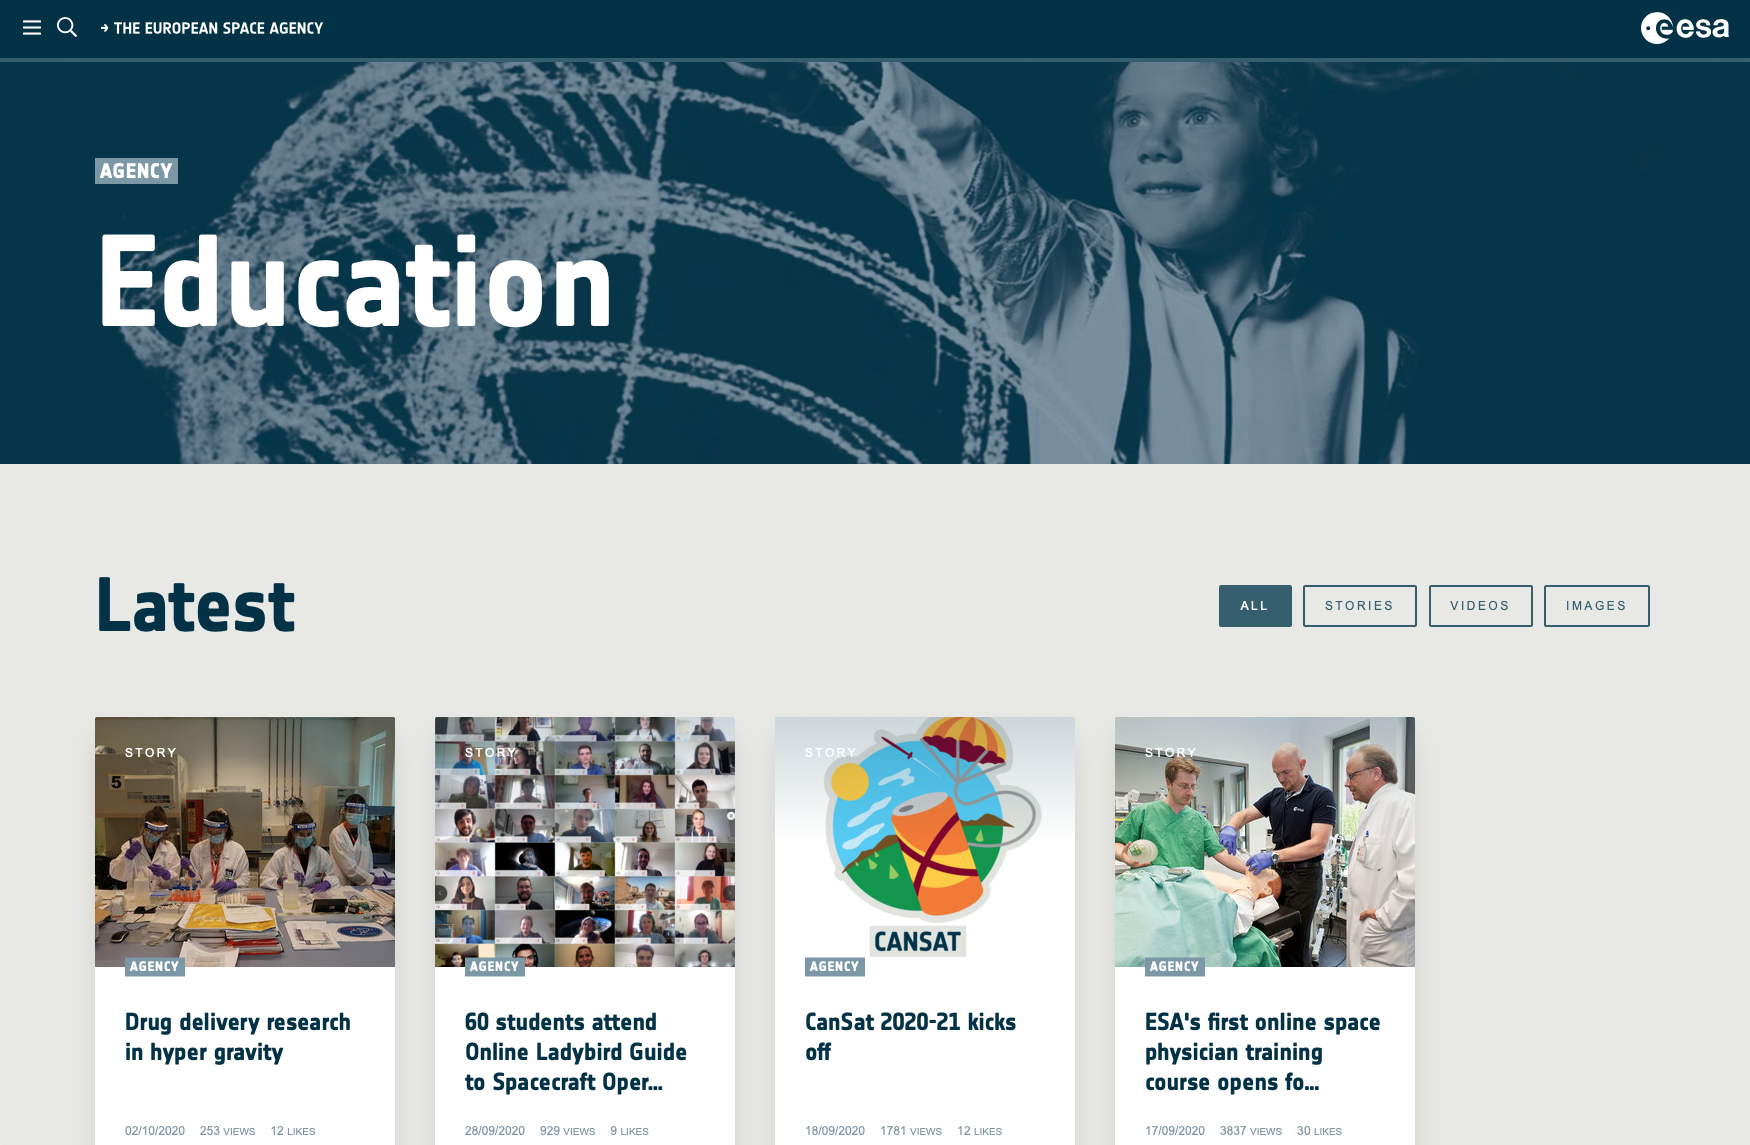 → THE EUROPEAN SPACE AGENCY
esa
AGENCY
Education
Latest
ALL
STORIES
VIDEOS
IMAGES
STORY
5
AGENCY
Drug delivery research
in hyper gravity
02/10/2020 253 VIEWS 12 LIKES
STORY
AGENCY
60 students attend
Online Ladybird Guide
to Spacecraft Oper...
28/09/2020 929 VIEWS 9 LIKES
STORY
CANSAT
AGENCY
CanSat 2020-21 kicks
off
18/09/2020 1781 VIEWS 12 LIKES
STORY
AGENCY
ESA's first online space
physician training
course opens fo...
17/09/2020 3837 VIEWS 30 LIKES